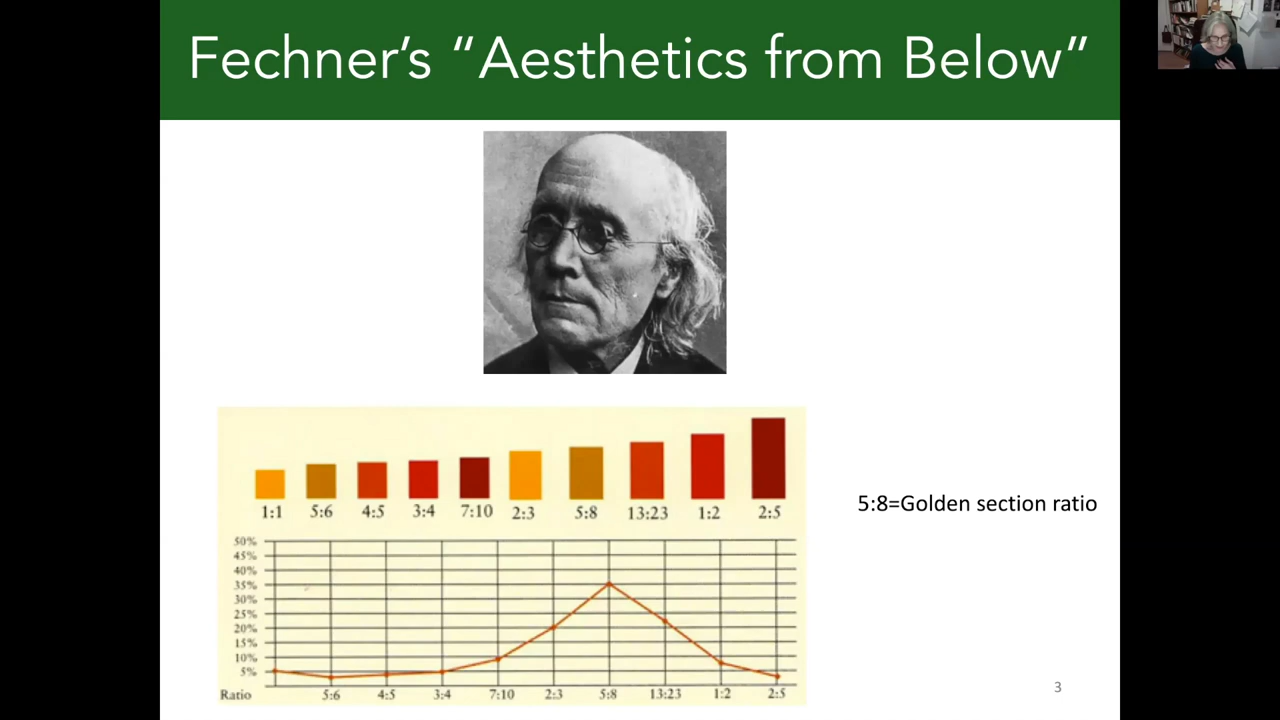 Fechner’s “Aesthetics from Below”
1:1 5:6 4:5 3:4 7:10 2:3 5:8 13:23 1:2 2:5
5:8=Golden section ratio
50%
45%
40%
35%
30%
25%
20%
15%
10%
5%
Ratio 5:6 4:5 3:4 7:10 2:3 5:8 13:23 1:2 2:5
3